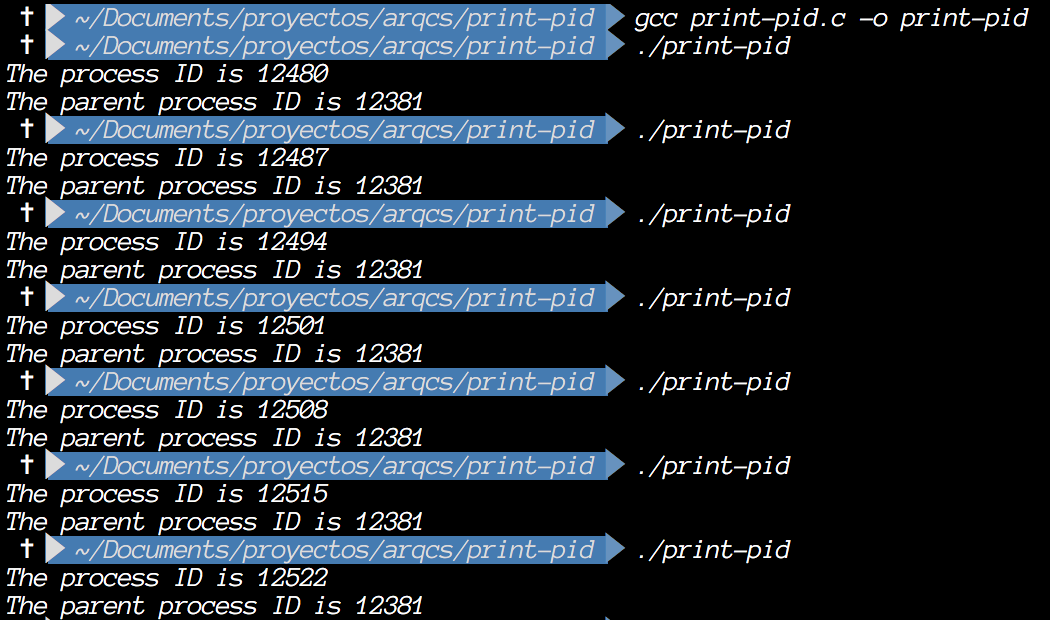 † ~/Documents/proyectos/arqcs/print-pid gcc print-pid.c -o print-pid
† ~/Documents/proyectos/arqcs/print-pid ./print-pid
The process ID is 12480
The parent process ID is 12381
† ~/Documents/proyectos/arqcs/print-pid ./print-pid
The process ID is 12487
The parent process ID is 12381
† ~/Documents/proyectos/arqcs/print-pid ./print-pid
The process ID is 12494
The parent process ID is 12381
† ~/Documents/proyectos/arqcs/print-pid ./print-pid
The process ID is 12501
The parent process ID is 12381
† ~/Documents/proyectos/arqcs/print-pid ./print-pid
The process ID is 12508
The parent process ID is 12381
† ~/Documents/proyectos/arqcs/print-pid ./print-pid
The process ID is 12515
The parent process ID is 12381
† ~/Documents/proyectos/arqcs/print-pid ./print-pid
The process ID is 12522
The parent process ID is 12381